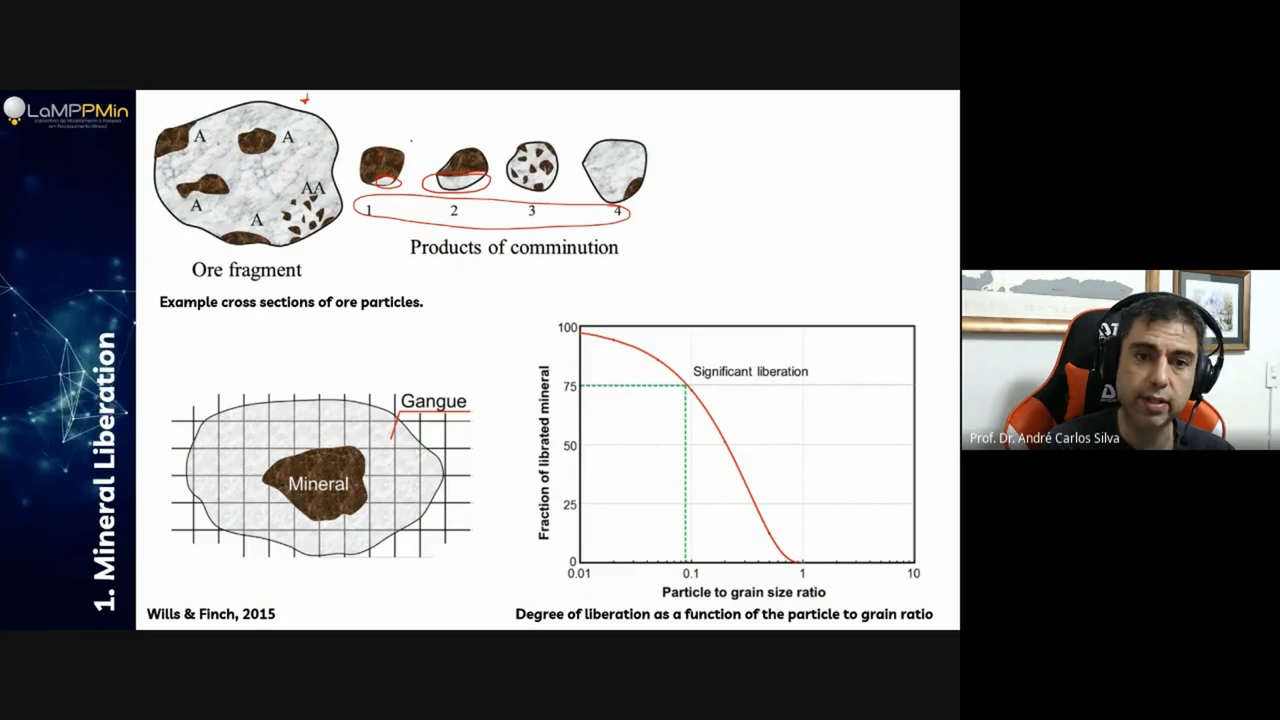 LaMPPMin
1. Mineral Liberation
A
A
A
AA
A
Ore fragment
1
2
3
4
Products of comminution
Example cross sections of ore particles.
Gangue
Mineral
Wills & Finch, 2015
100
75
50
25
0
Fraction of librated mineral
Significant liberation
0.01
0.1
1
10
Particle to grain size ratio
Degree of liberation as a function of the particle to grain ratio
Prof. Dr. André Carlos Silva